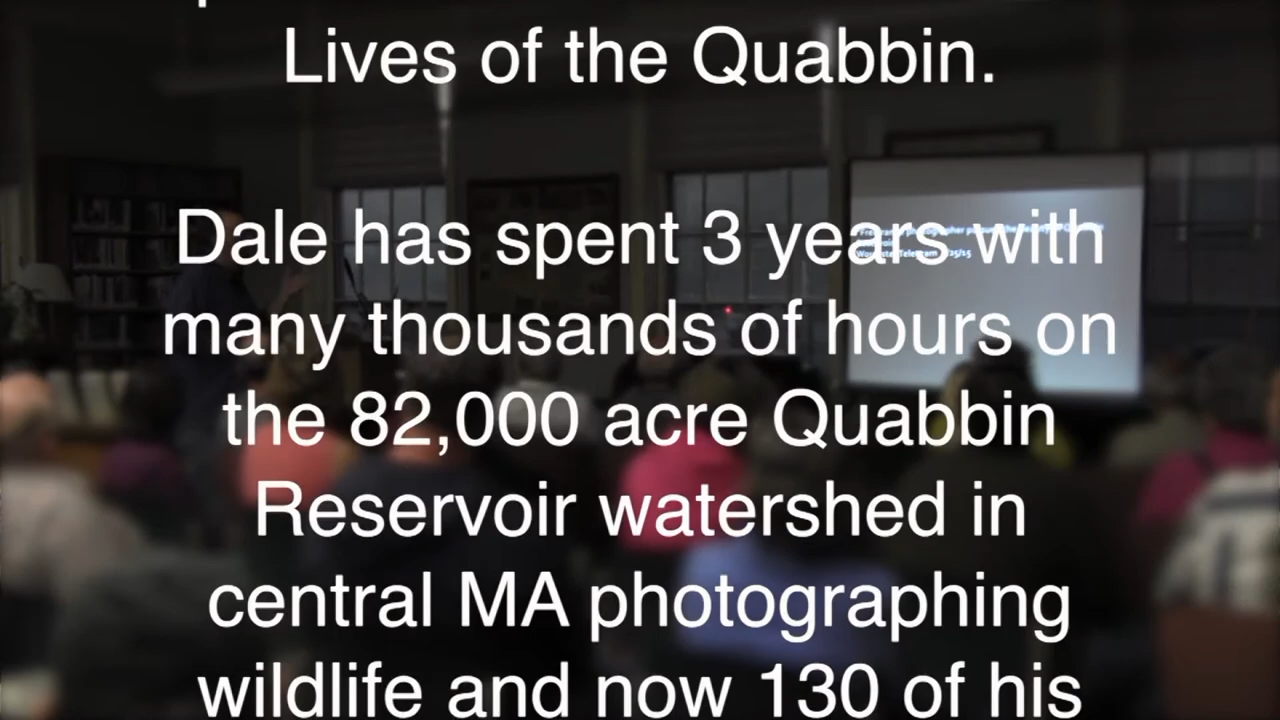 Lives of the Quabbin.
Dale has spent 3 years with
many thousands of hours on
the 82,000 acre Quabbin
Reservoir watershed in
central MA photographing
wildlife and now 130 of his